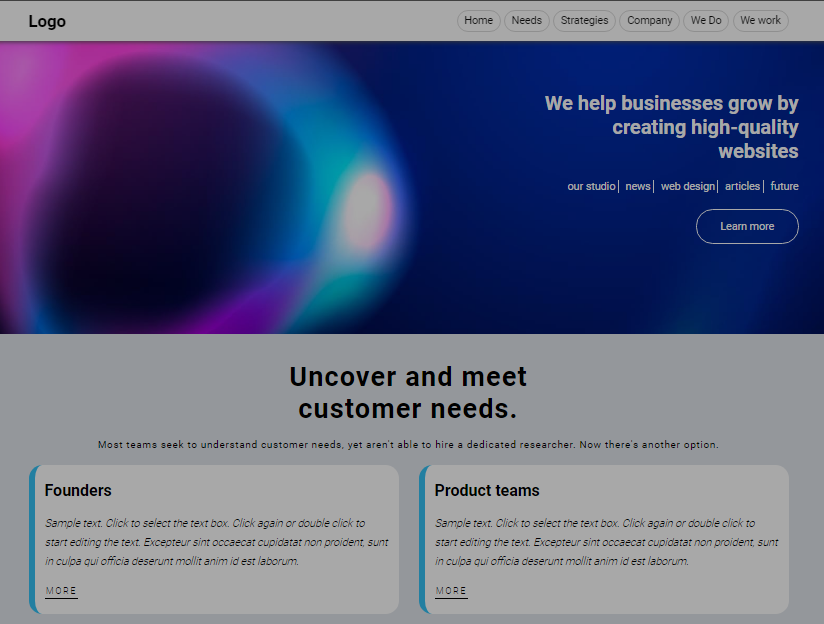 Logo
Home Needs Strategies Company We Do We work
We help businesses grow by
creating high-quality
websites
our studio| news| web design| articles| future
Learn more
Uncover and meet
customer needs.
Most teams seek to understand customer needs, yet aren't able to hire a dedicated researcher. Now there's another option.
Founders
Sample text. Click to select the text box. Click again or double click to
start editing the text. Excepteur sint occaecat cupidatat non proident, sunt
in culpa qui officia deserunt mollit anim id est laborum.
MORE
Product teams
Sample text. Click to select the text box. Click again or double click to
start editing the text. Excepteur sint occaecat cupidatat non proident, sunt
in culpa qui officia deserunt mollit anim id est laborum.
MORE